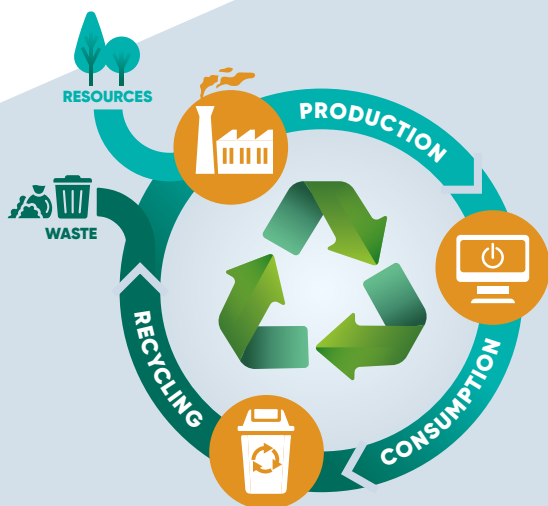 RESOURCES
PRODUCTION
WASTE
RECYCLING
CONSUMPTION